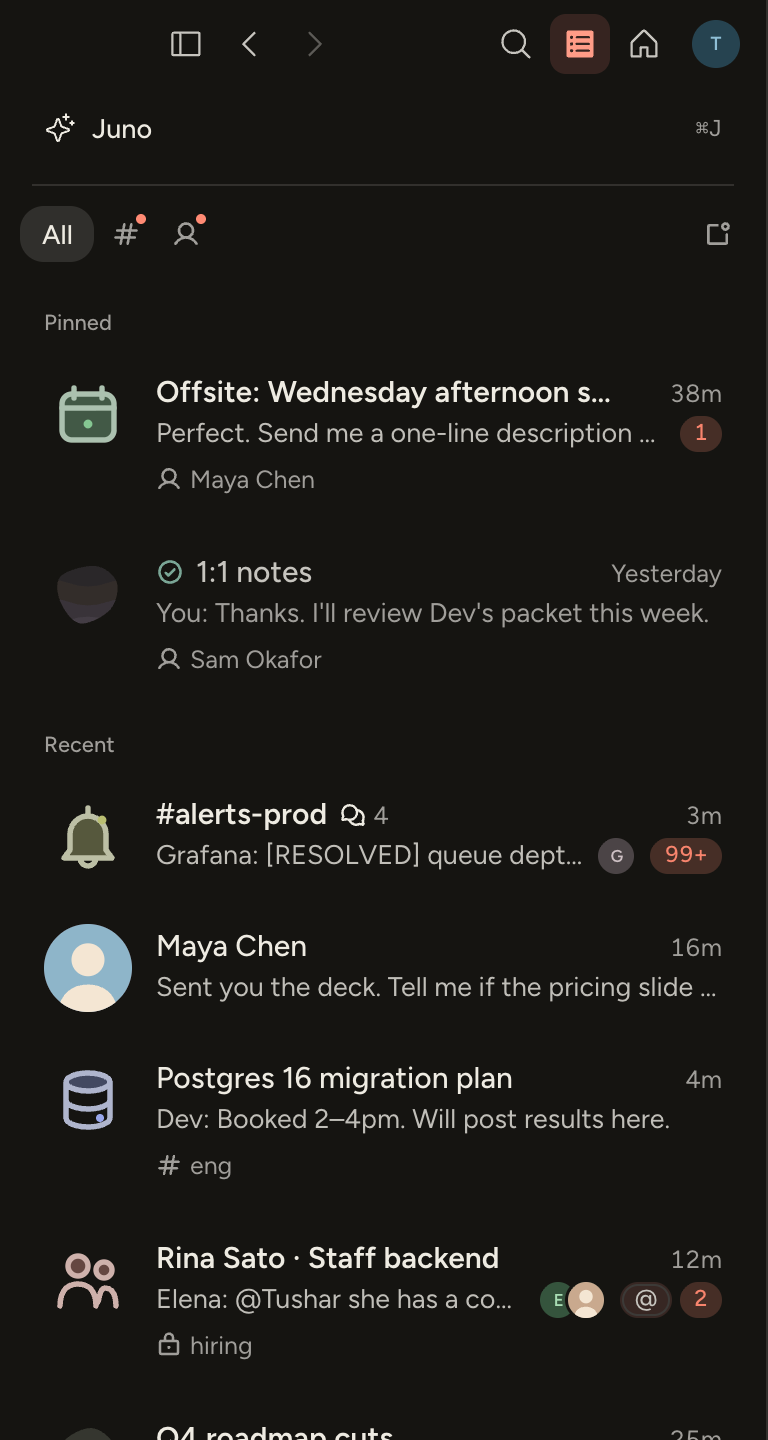 T
Juno
⌘J
All
Pinned
Offsite: Wednesday afternoon s...
38m
Perfect. Send me a one-line description ...
1
Maya Chen
1:1 notes
Yesterday
You: Thanks. I'll review Dev's packet this week.
Sam Okafor
Recent
#alerts-prod
4
3m
Grafana: [RESOLVED] queue dept...
G
99+
Maya Chen
16m
Sent you the deck. Tell me if the pricing slide ...
Postgres 16 migration plan
4m
Dev: Booked 2–4pm. Will post results here.
# eng
Rina Sato · Staff backend
12m
Elena: @Tushar she has a co...
E
@
2
hiring
Q4 roadmap cuts
25m